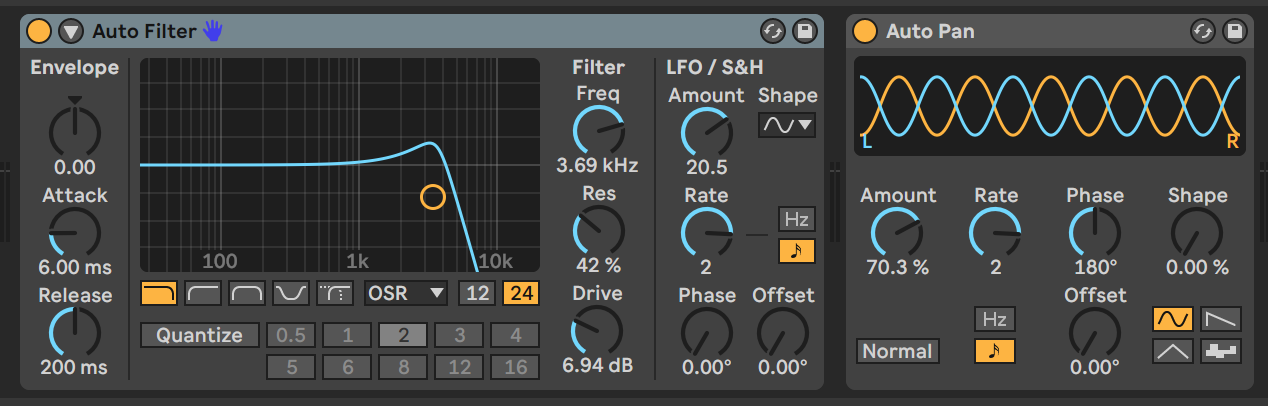 Auto Filter
Envelope
0.00
Attack
6.00 ms
Release
200 ms
100 1k 10k
OSR 12 24
Quantize 0.5 1 2 3 4
5 6 8 12 16
Filter
Freq
3.69 kHz
Res
42 %
Drive
6.94 dB
LFO / S&H
Amount Shape
20.5
Rate
Hz
2
Phase Offset
0.00° 0.00°
Auto Pan
L R
Amount Rate Phase Shape
70.3 % 2 180° 0.00 %
Offset
Hz
Normal
0.00°